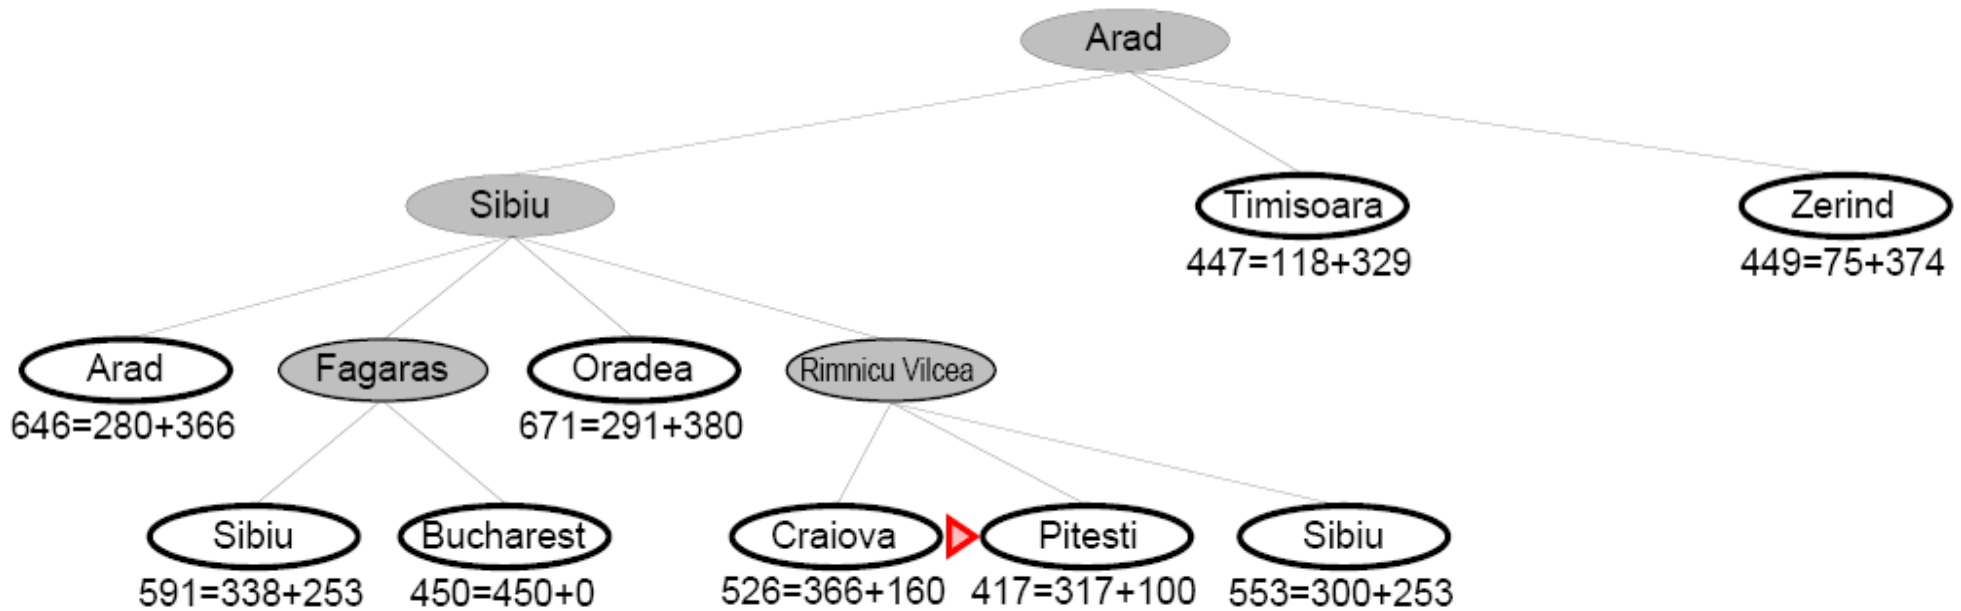 Arad
Sibiu
Timisoara
Zerind
447=118+329
449=75+374
Arad
Fagaras
Oradea
Rimnicu Vilcea
646=280+366
671=291+380
Sibiu
Bucharest
Craiova
Pitesti
Sibiu
591=338+253
450=450+0
526=366+160
417=317+100
553=300+253